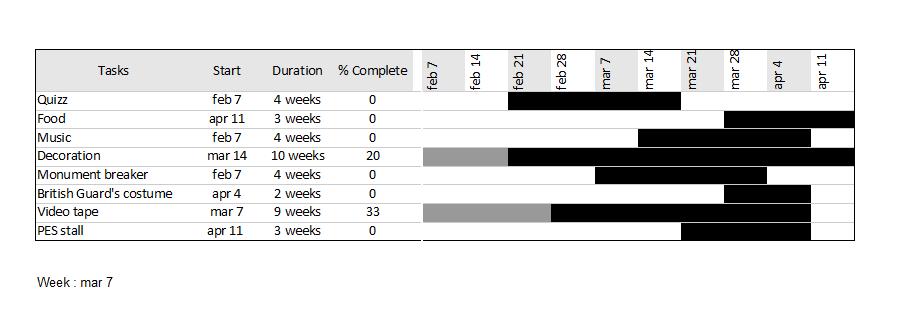 Tasks Start Duration % Complete feb 7 feb 14 feb 21 feb 28 mar 7 mar 14 mar 21 mar 28 apr 4 apr 11
Quizz feb 7 4 weeks 0
Food apr 11 3 weeks 0
Music feb 7 4 weeks 0
Decoration mar 14 10 weeks 20
Monument breaker feb 7 4 weeks 0
British Guard's costume apr 4 2 weeks 0
Video tape mar 7 9 weeks 33
PES stall apr 11 3 weeks 0
Week : mar 7